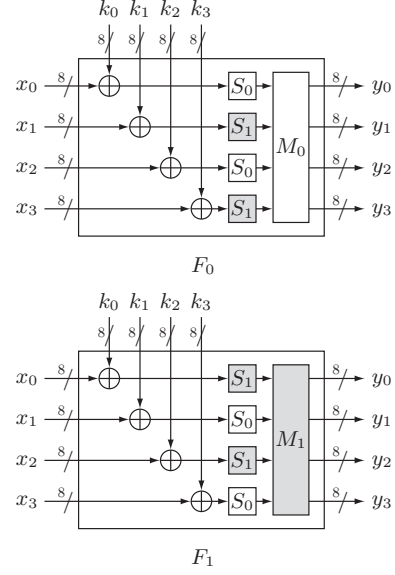 k₀ k₁ k₂ k₃
8 8 8 8
x₀ 8 S₀ 8 y₀
x₁ 8 S₁ 8 y₁
M₀
x₂ 8 S₀ 8 y₂
x₃ 8 S₁ 8 y₃
F₀
k₀ k₁ k₂ k₃
8 8 8 8
x₀ 8 S₁ 8 y₀
x₁ 8 S₀ 8 y₁
M₁
x₂ 8 S₁ 8 y₂
x₃ 8 S₀ 8 y₃
F₁